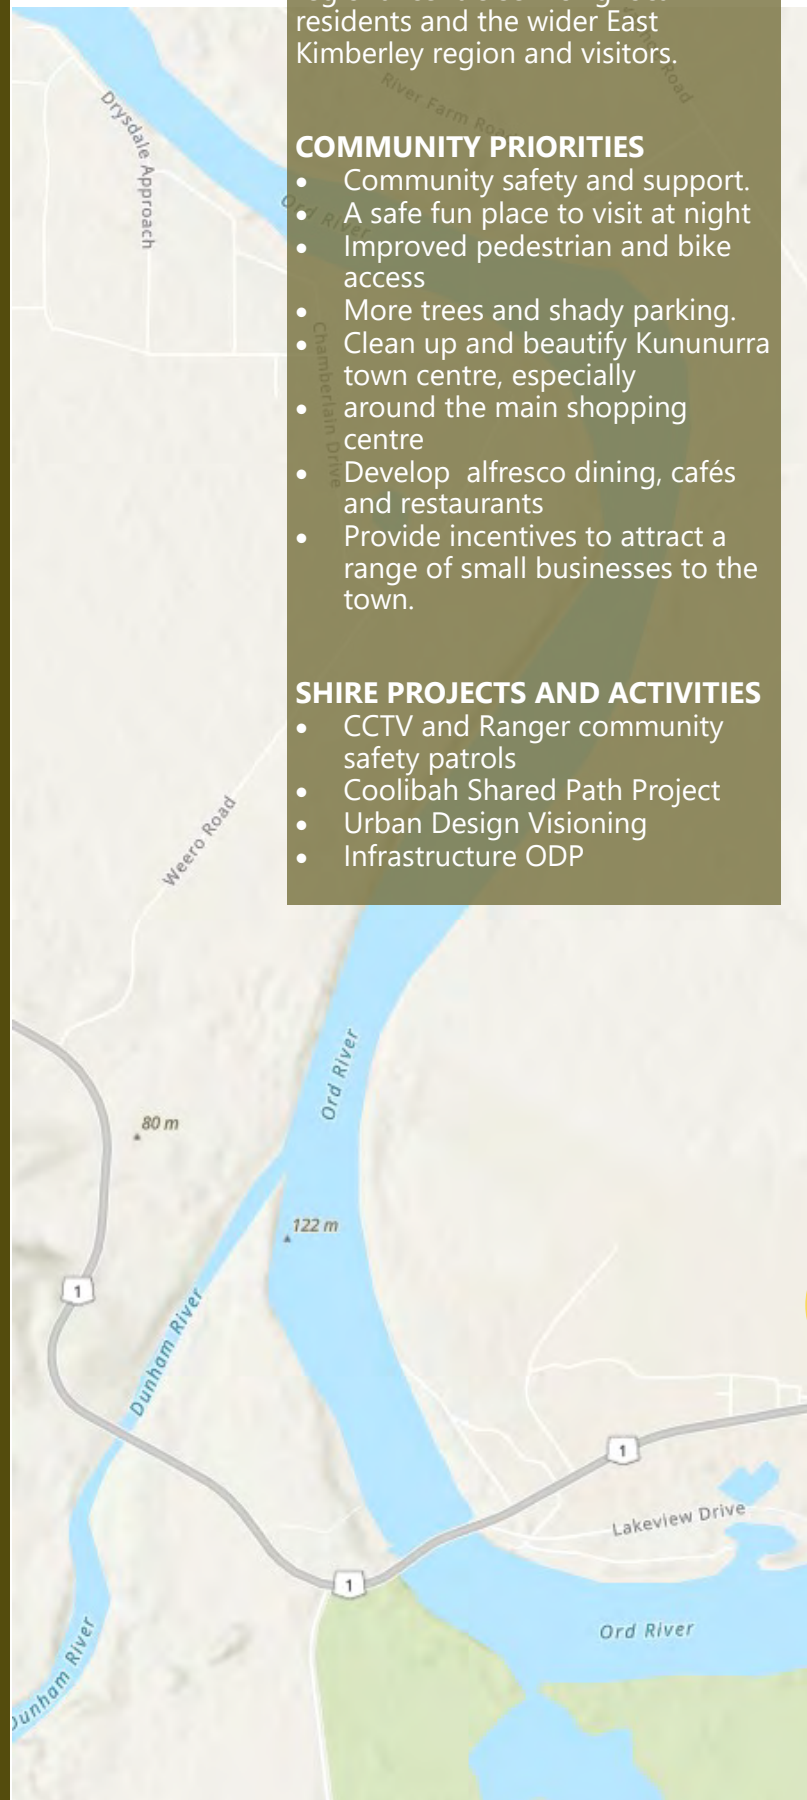 residents and the wider East
Kimberley region and visitors.
COMMUNITY PRIORITIES
• Community safety and support.
• A safe fun place to visit at night
• Improved pedestrian and bike
access
• More trees and shady parking.
• Clean up and beautify Kununurra
town centre, especially
• around the main shopping
centre
• Develop  alfresco dining, cafés
and restaurants
• Provide incentives to attract a
range of small businesses to the
town.
SHIRE PROJECTS AND ACTIVITIES
• CCTV and Ranger community
safety patrols
• Coolibah Shared Path Project
• Urban Design Visioning
• Infrastructure ODP
River Farm Road
Road
Drysdale Approach
Ord River
Chamberlain Drive
Weero Road
Ord River
80 m
122 m
1
Dunham River
1
Lakeview Drive
1
Ord River
Dunham River